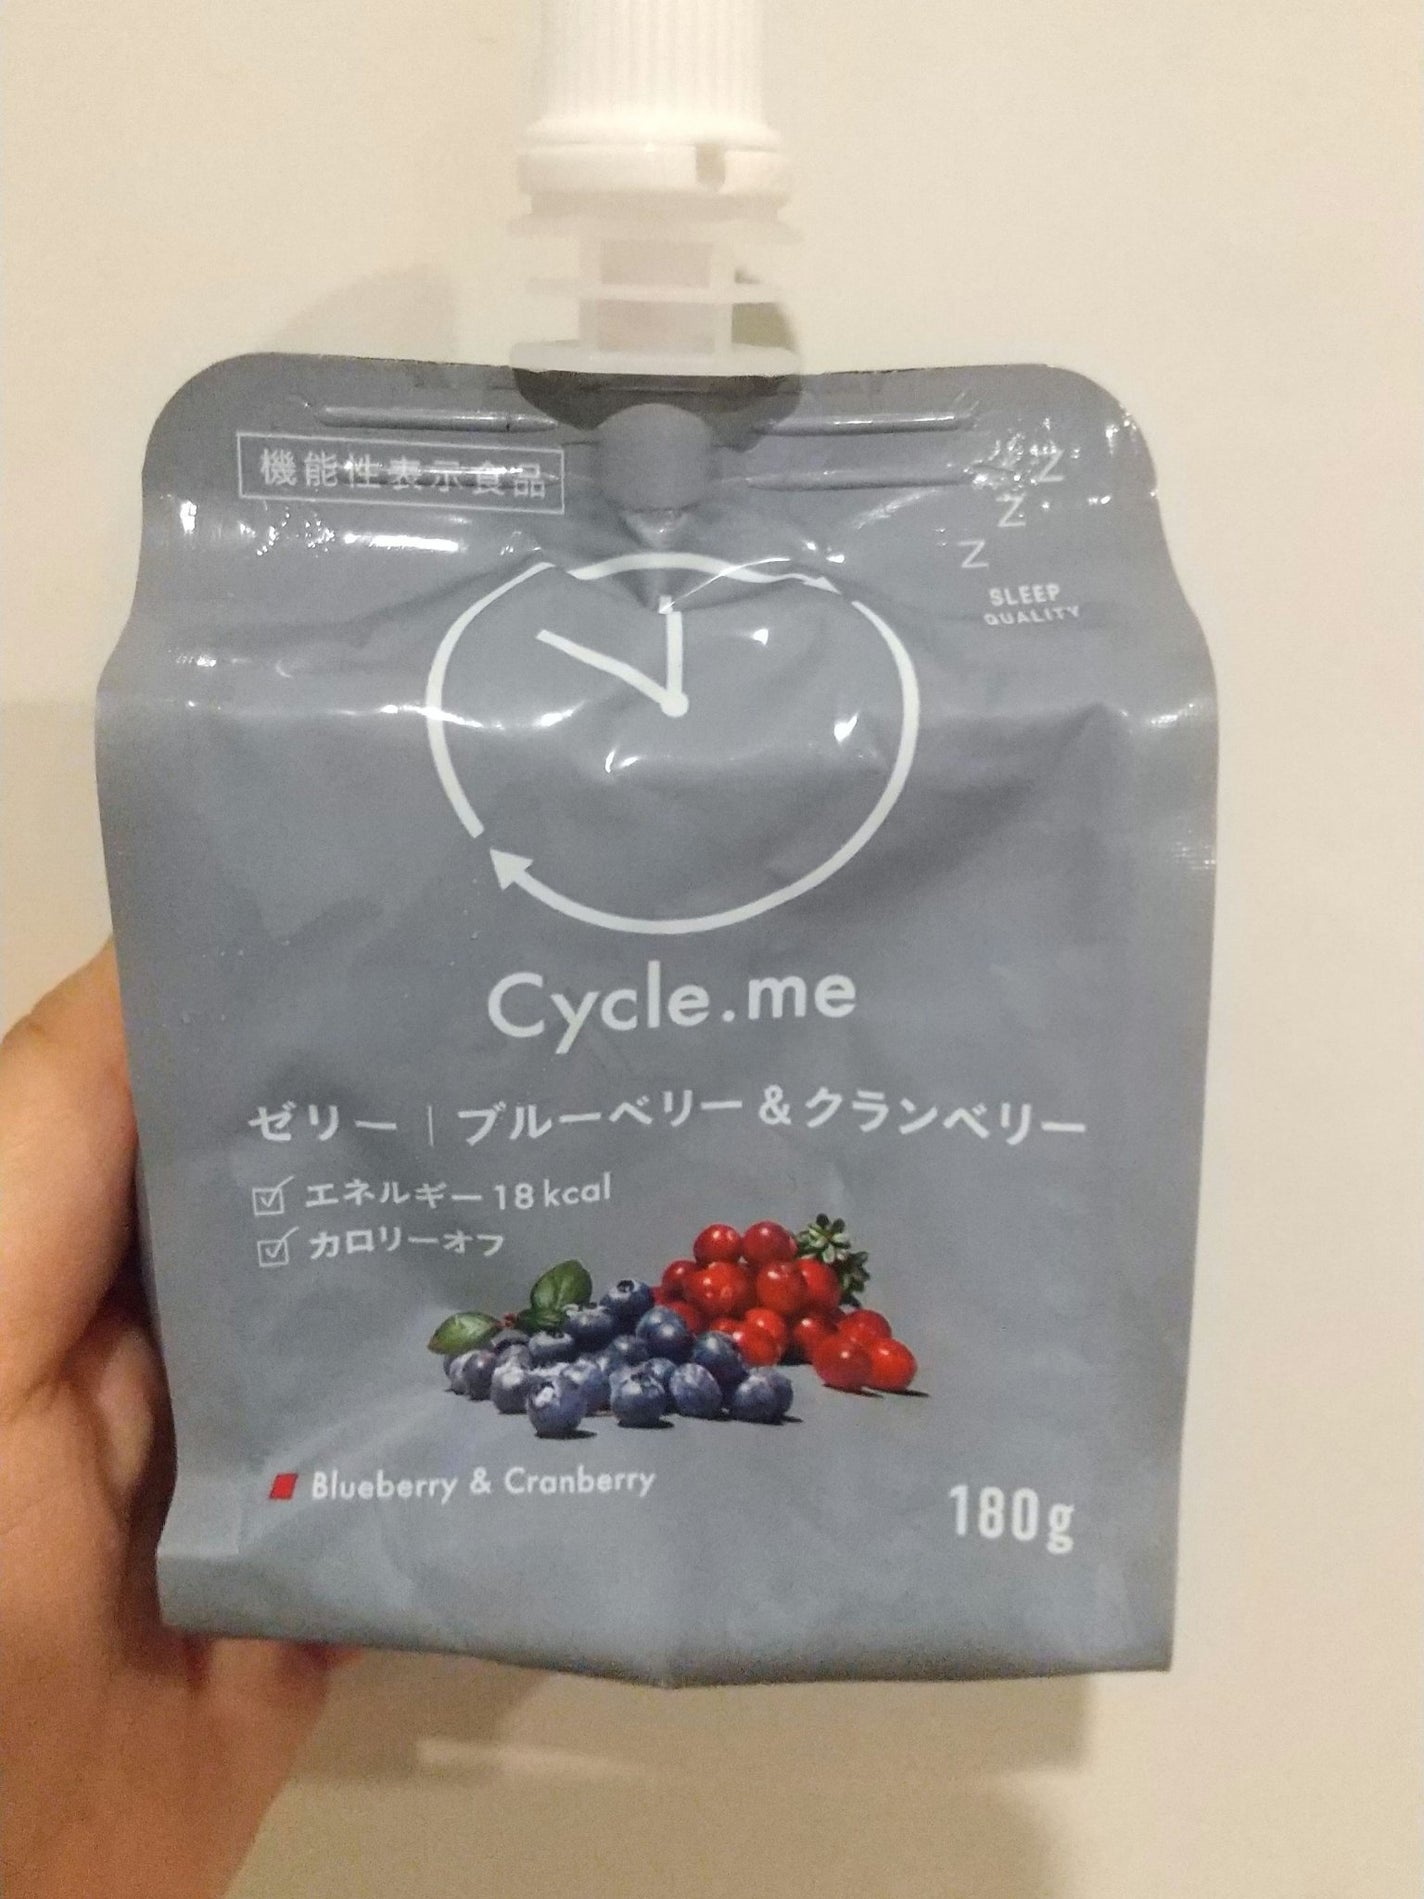 機能性表示食品
Z
Z
Z
SLEEP
QUALITY
Cycle.me
ゼリー｜ブルーベリー＆クランベリー
エネルギー18kcal
カロリーオフ
Blueberry & Cranberry
180g